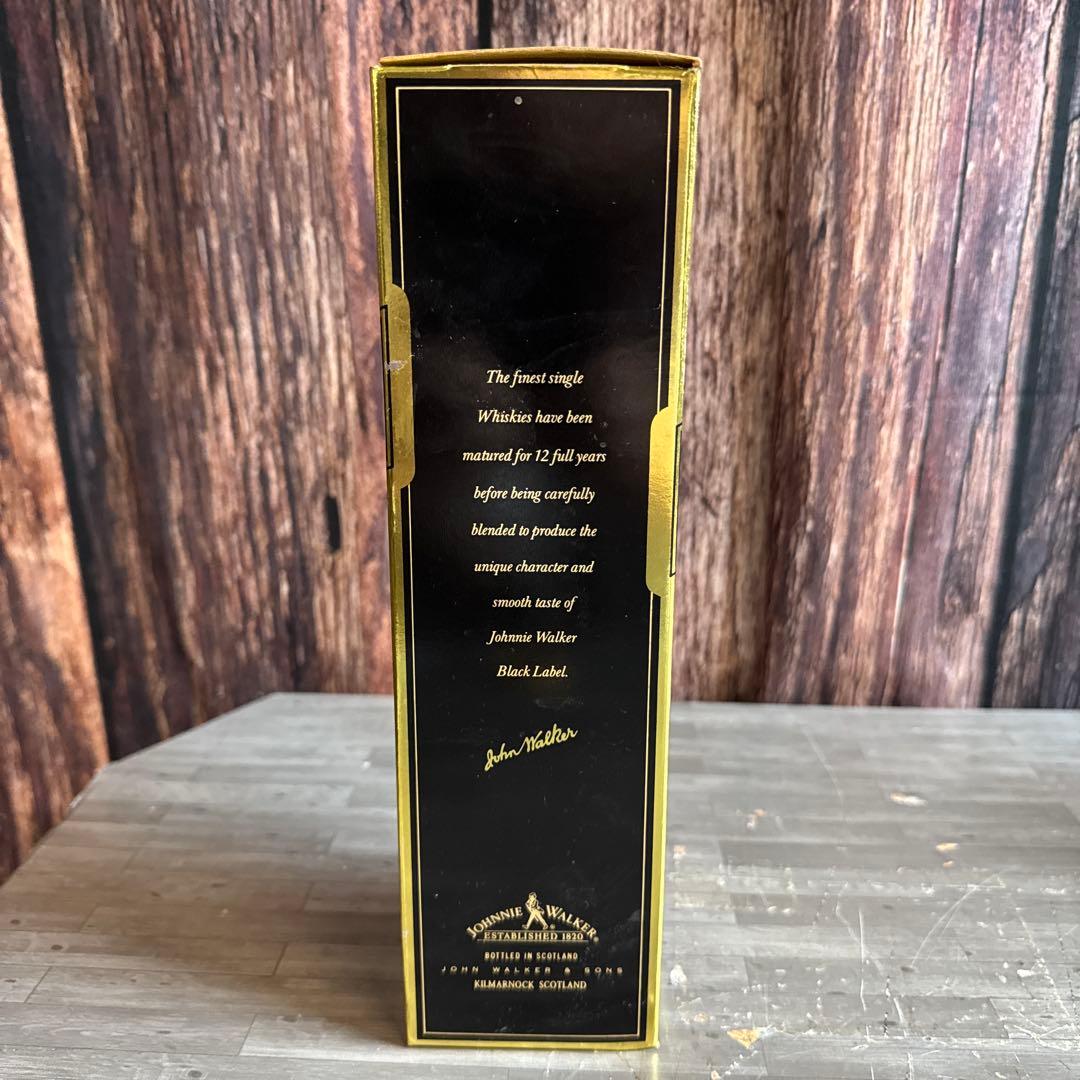 The finest single
Whiskies have been
matured for 12 full years
before being carefully
blended to produce the
unique character and
smooth taste of
Johnnie Walker
Black Label.
John Walker
JOHNNIE WALKER®
ESTABLISHED 1820
BOTTLED IN SCOTLAND
JOHN WALKER & SONS
KILMARNOCK SCOTLAND